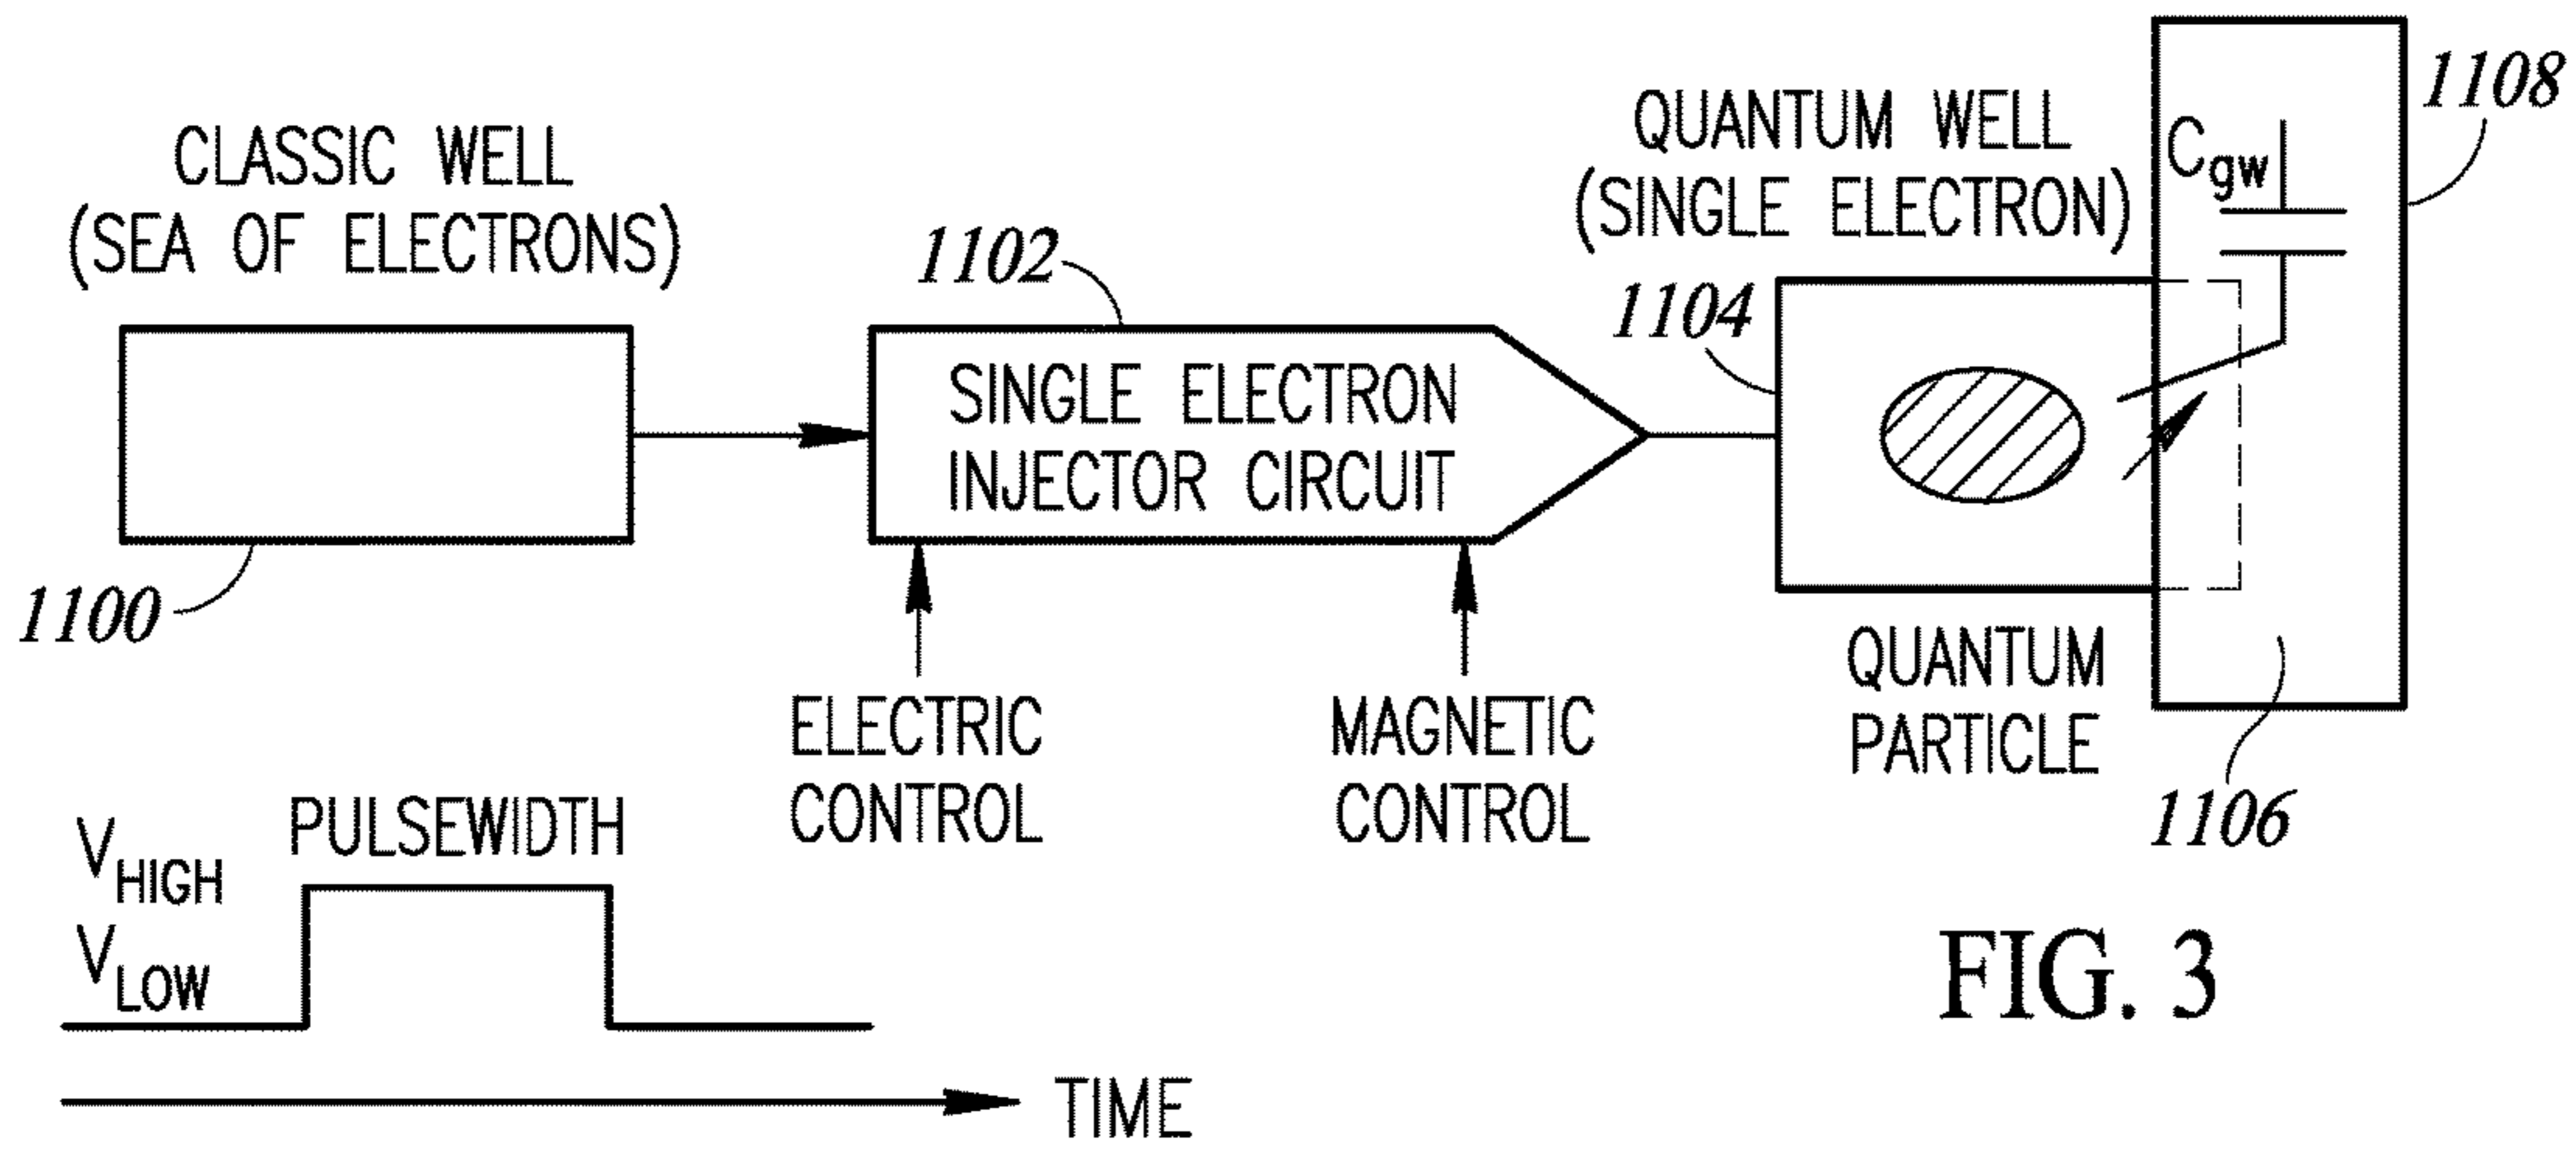 CLASSIC WELL
(SEA OF ELECTRONS)
1100
1102
SINGLE ELECTRON
INJECTOR CIRCUIT
ELECTRIC
CONTROL
MAGNETIC
CONTROL
QUANTUM WELL
(SINGLE ELECTRON)
1104
Cgw
1108
QUANTUM
PARTICLE
1106
VHIGH
PULSEWIDTH
VLOW
TIME
FIG. 3